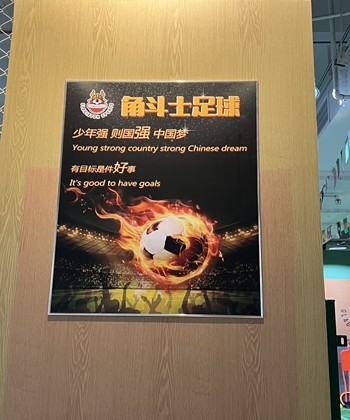 角斗士足球
少年强 则国强 中国梦
Young strong country strong Chinese dream
有目标是件好事
It's good to have goals